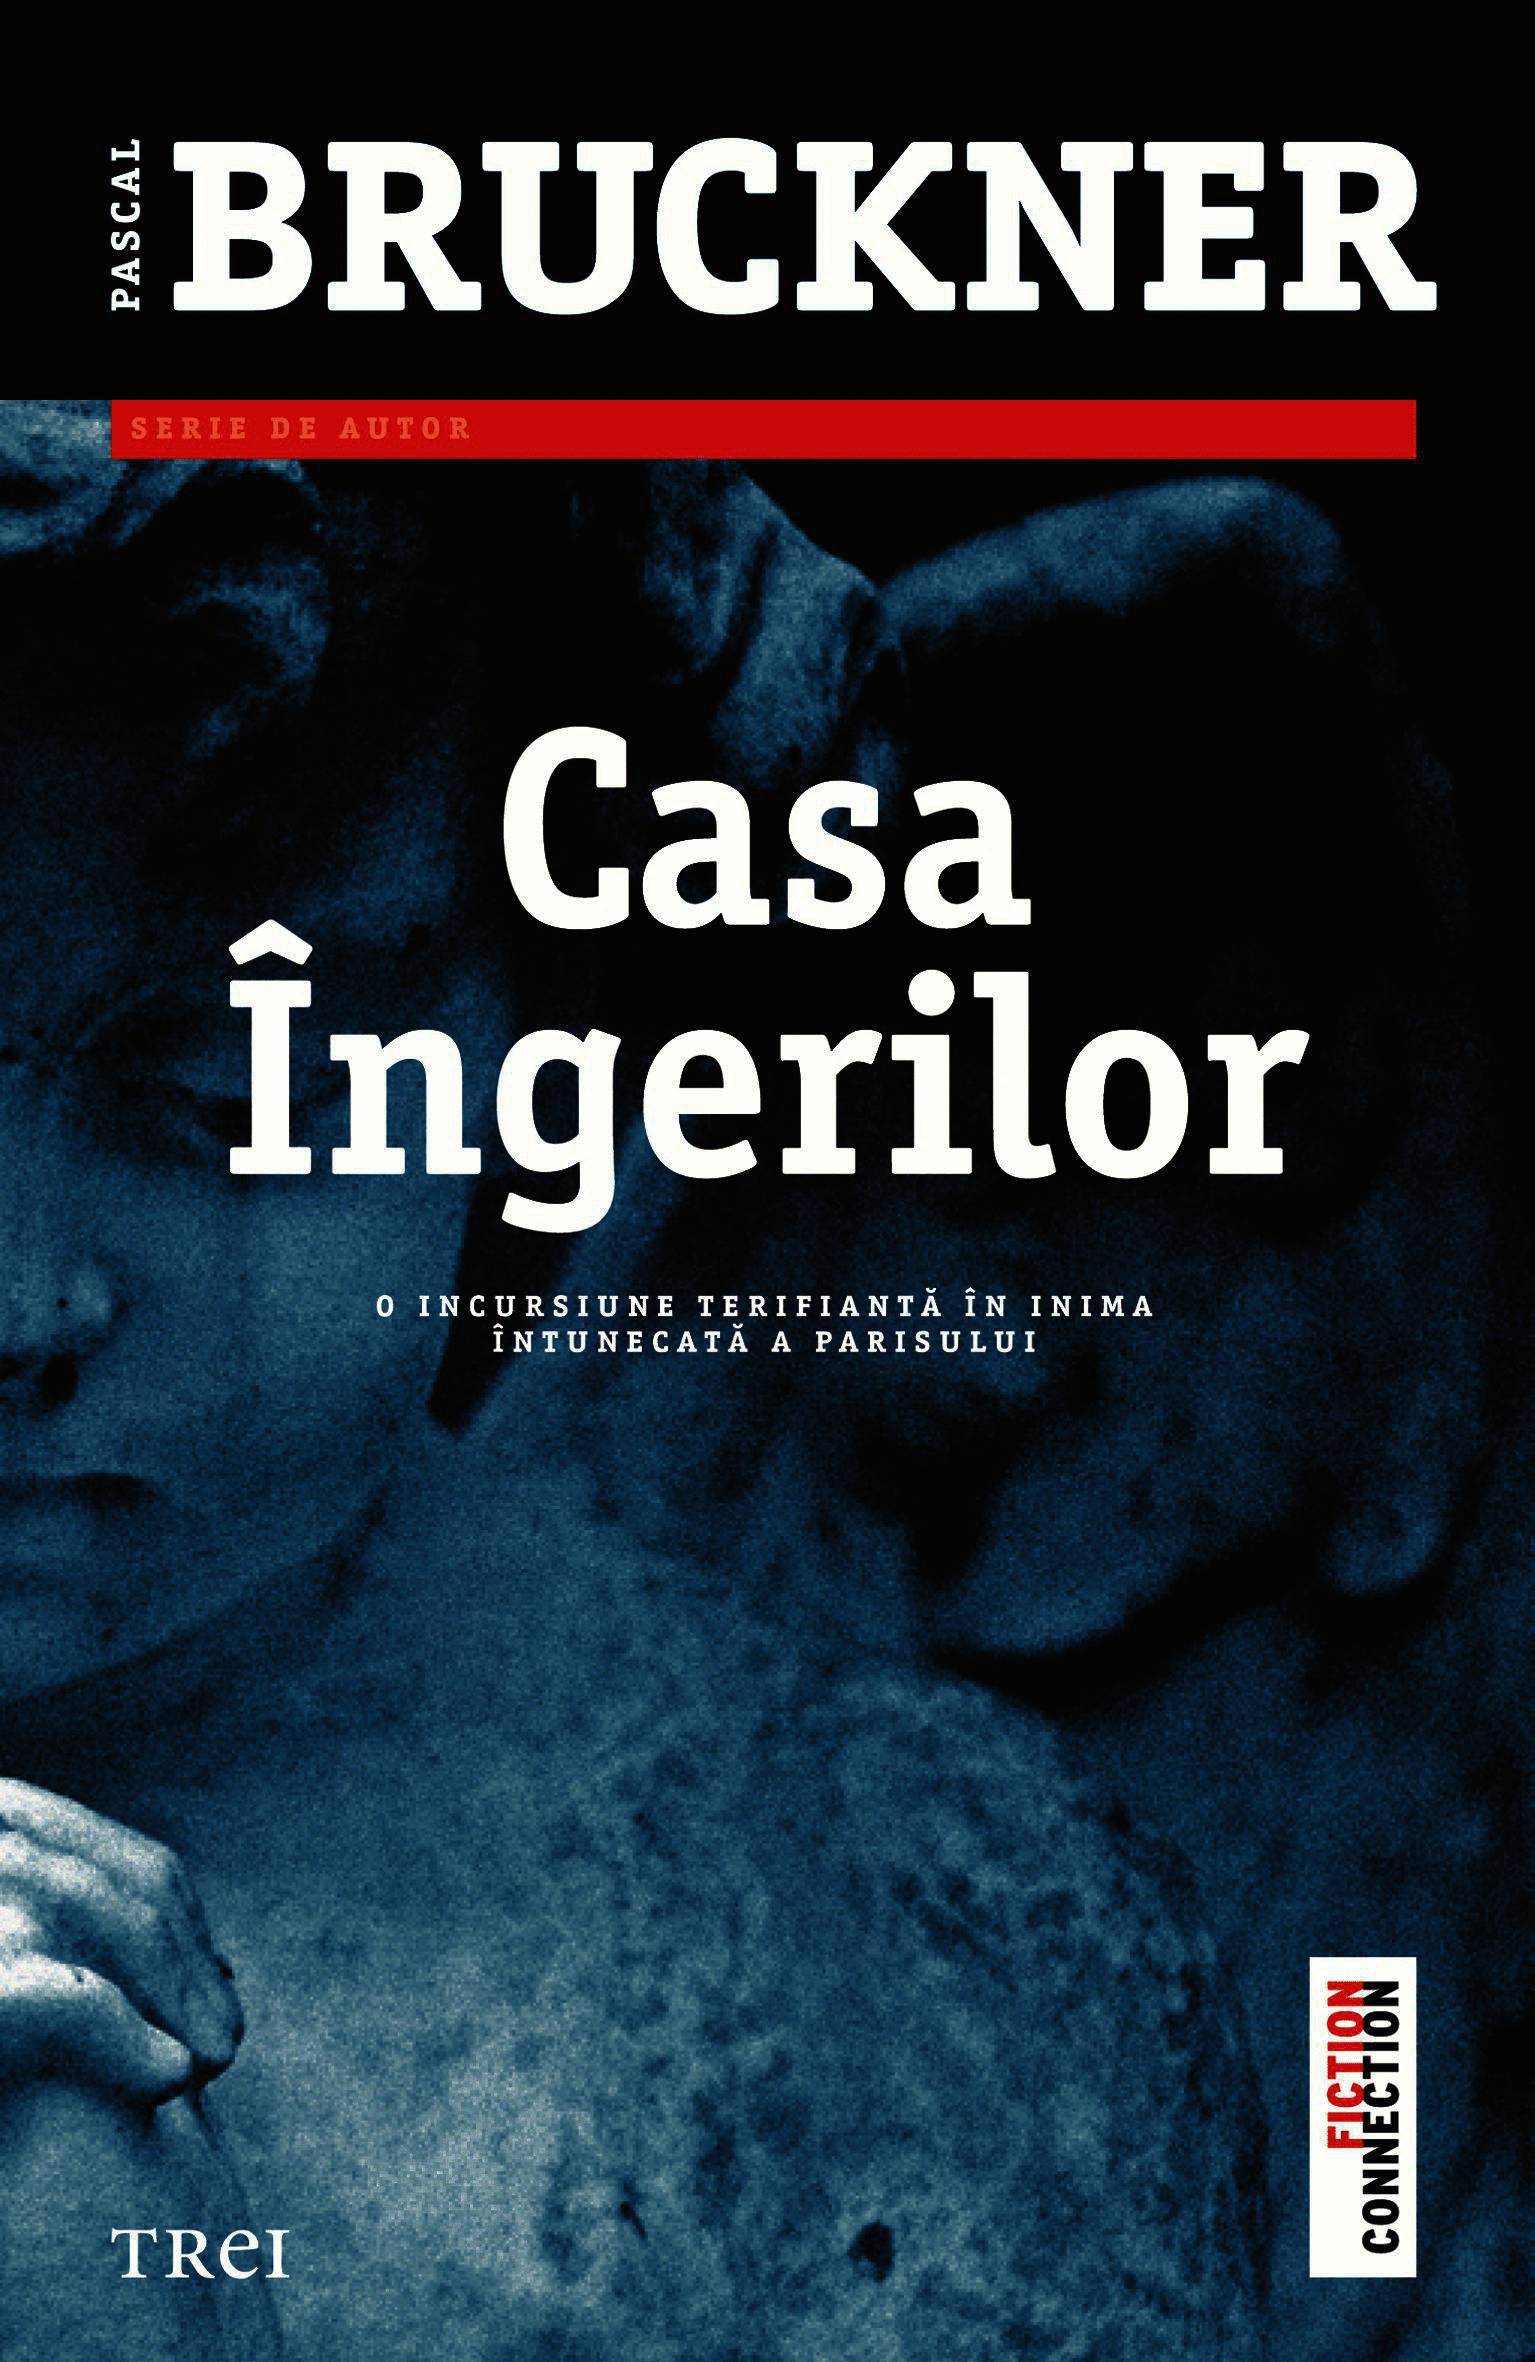 PASCAL
BRUCKNER
SERIE DE AUTOR
Casa
Îngerilor
O INCURSIUNE TERIFIANTĂ ÎN INIMA
ÎNTUNECATĂ A PARISULUI
FICTION
CONNECTION
TReI